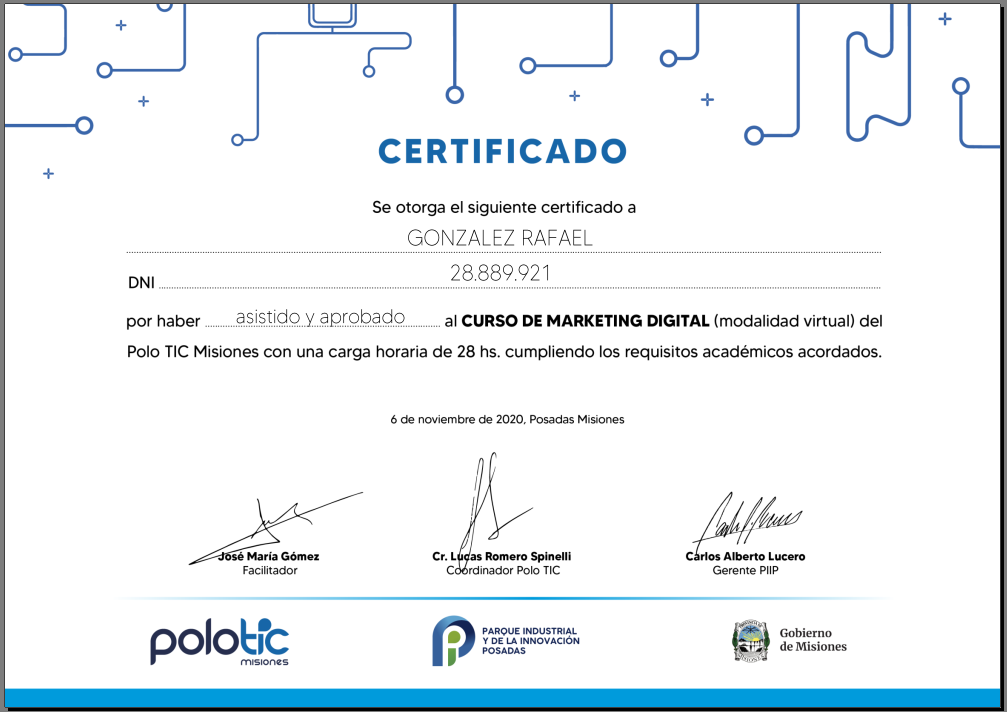 CERTIFICADO
Se otorga el siguiente certificado a
GONZALEZ RAFAEL
DNI 28.889.921
por haber asistido y aprobado al CURSO DE MARKETING DIGITAL (modalidad virtual) del
Polo TIC Misiones con una carga horaria de 28 hs. cumpliendo los requisitos académicos acordados.
6 de noviembre de 2020, Posadas Misiones
José María Gómez
Facilitador
Cr. Lucas Romero Spinelli
Coordinador Polo TIC
Carlos Alberto Lucero
Gerente PIIP
polotic
misiones
PARQUE INDUSTRIAL
Y DE LA INNOVACIÓN
POSADAS
Gobierno
de Misiones